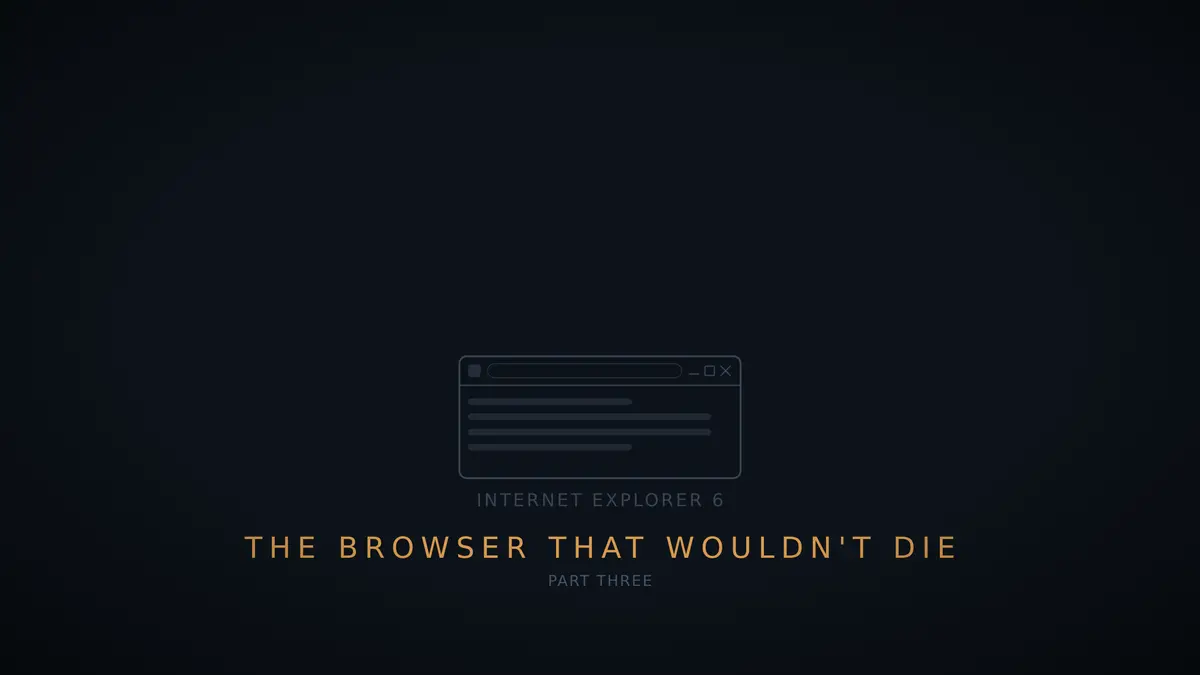 INTERNET EXPLORER 6
THE BROWSER THAT WOULDN'T DIE
PART THREE